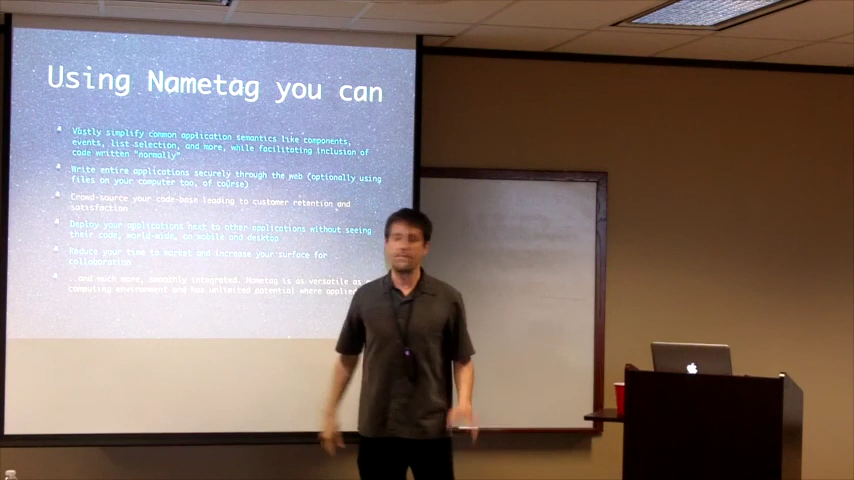 Using Nametag you can
Vastly simplify common application semantics like components,
events, list selection, and more, while facilitating inclusion of
code written "normally"
Write entire applications securely through the web (optionally using
files on your computer too, of course)
Crowd-source your code-base leading to customer retention and
satisfaction
Deploy your applications next to other applications without seeing
their code, world-wide, on mobile and desktop
Reduce your time to market and increase your surface for
collaboration
...and much more, smoothly integrated. Nametag is as versatile as
computing environment and has unlimited potential where applied